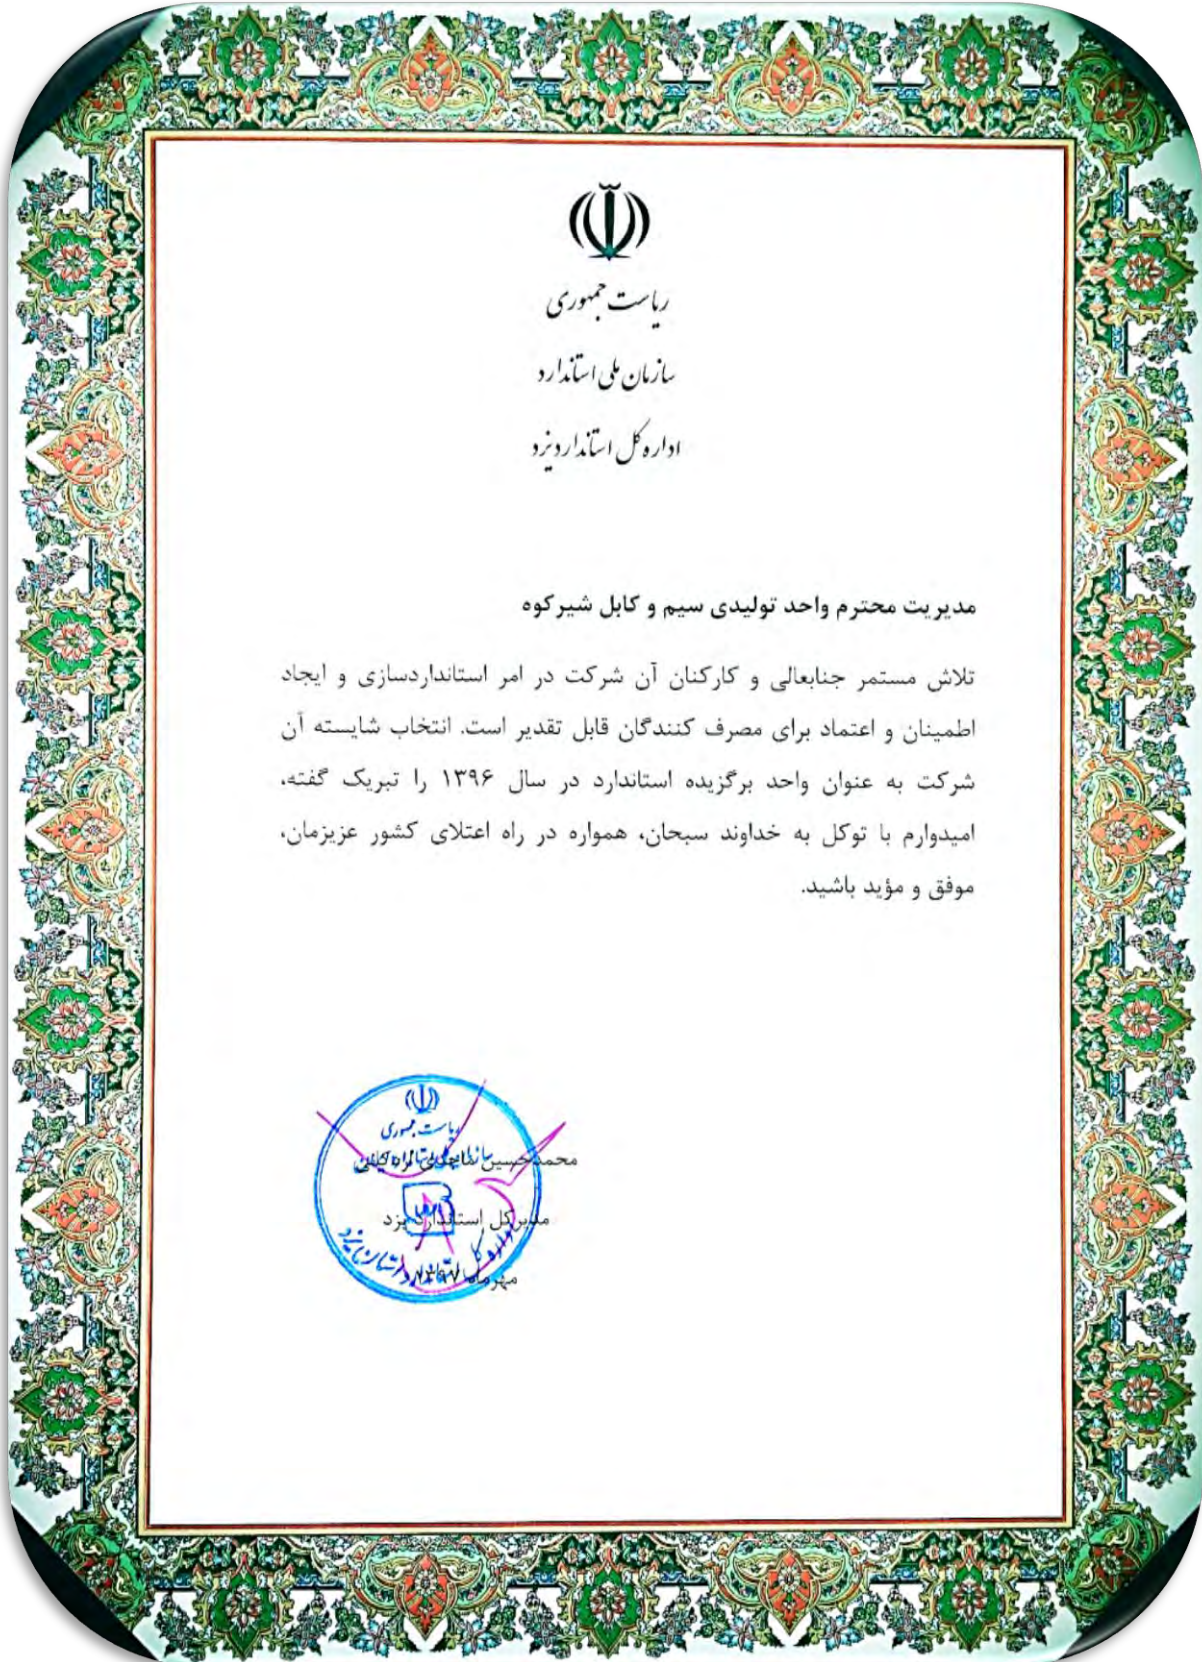 ریاست جمهوری
سازمان ملی استاندارد
اداره کل استاندارد یزد
مدیریت محترم واحد تولیدی سیم و کابل شیرکوه
تلاش مستمر جنابعالی و کارکنان آن شرکت در امر استانداردسازی و ایجاد
اطمینان و اعتماد برای مصرف کنندگان قابل تقدیر است. انتخاب شایسته آن
شرکت به عنوان واحد برگزیده استاندارد در سال ۱۳۹۶ را تبریک گفته،
امیدوارم با توکل به خداوند سبحان، همواره در راه اعتلای کشور عزیزمان،
موفق و مؤید باشید.
ریاست جمهوری
محمدحسین
مدیرکل استاندارد یزد
مهرماه ۱۳۹۷